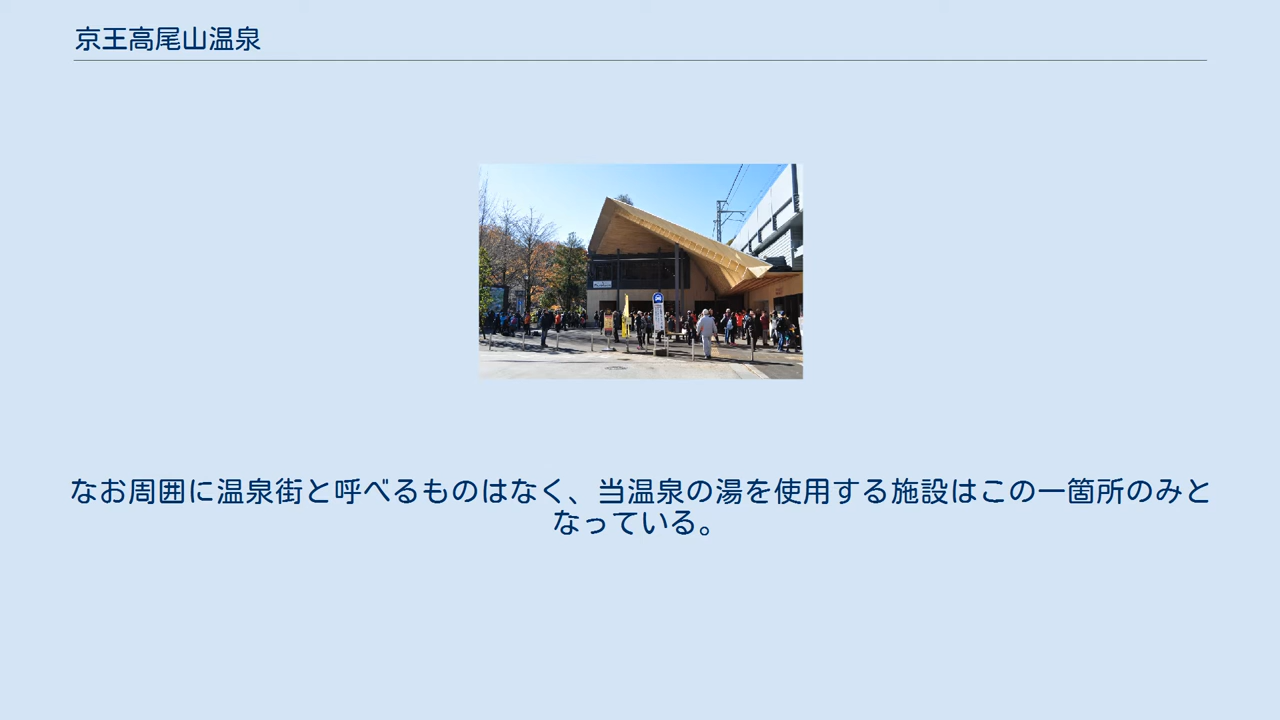 京王高尾山温泉
なお周囲に温泉街と呼べるものはなく、当温泉の湯を使用する施設はこの一箇所のみと
なっている。